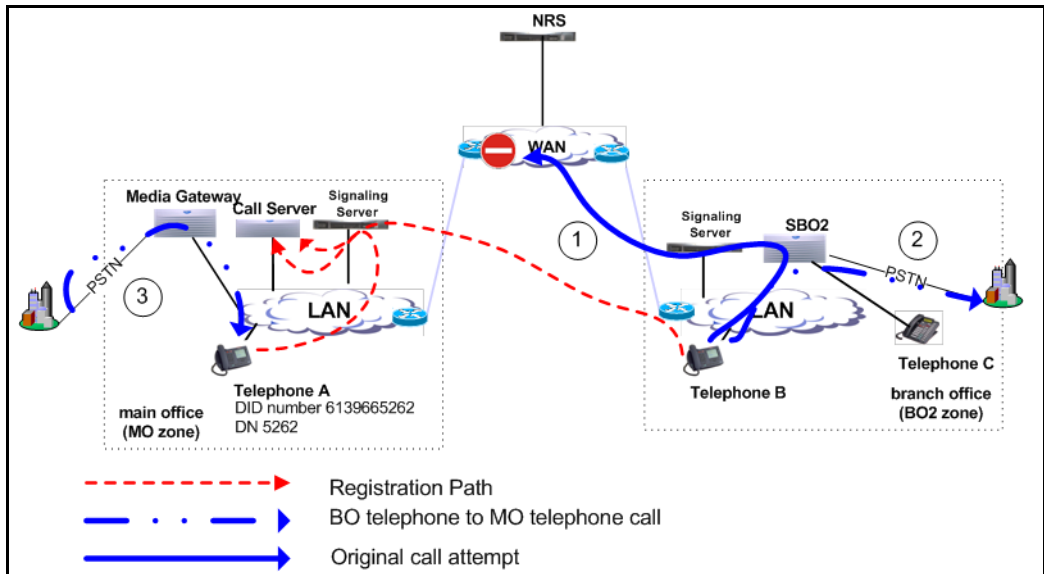 NRS
WAN
Media Gateway
Call Server
Signaling
Server
Signaling
Server
SBO2
1
2
PSTN
PSTN
3
LAN
LAN
Telephone A
DID number 6139665262
DN 5262
Telephone B
Telephone C
main office
(MO zone)
branch office
(BO2 zone)
Registration Path
BO telephone to MO telephone call
Original call attempt